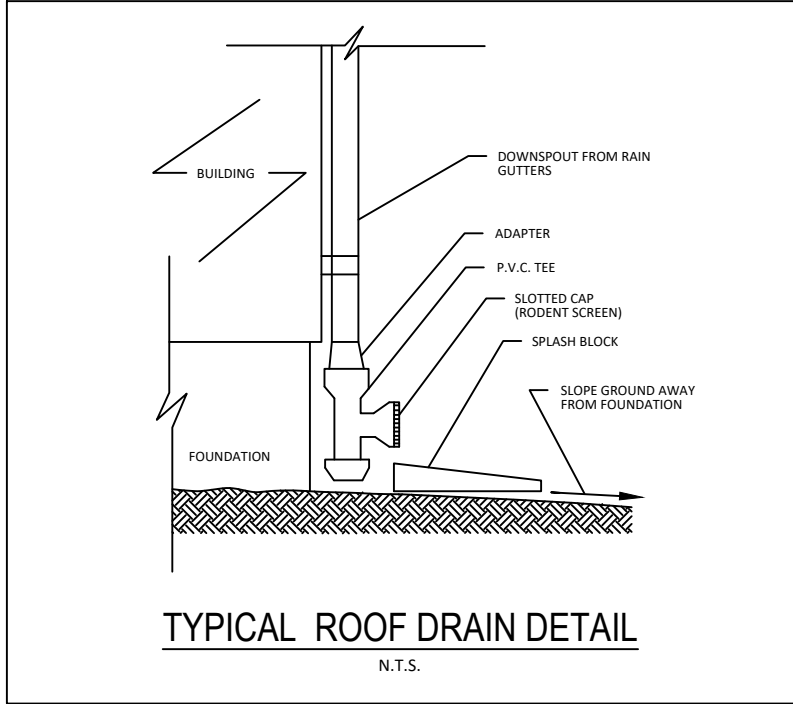 DOWNSPOUT FROM RAIN
GUTTERS
BUILDING
ADAPTER
P.V.C. TEE
SLOTTED CAP
(RODENT SCREEN)
SPLASH BLOCK
SLOPE GROUND AWAY
FROM FOUNDATION
FOUNDATION
TYPICAL ROOF DRAIN DETAIL
N.T.S.